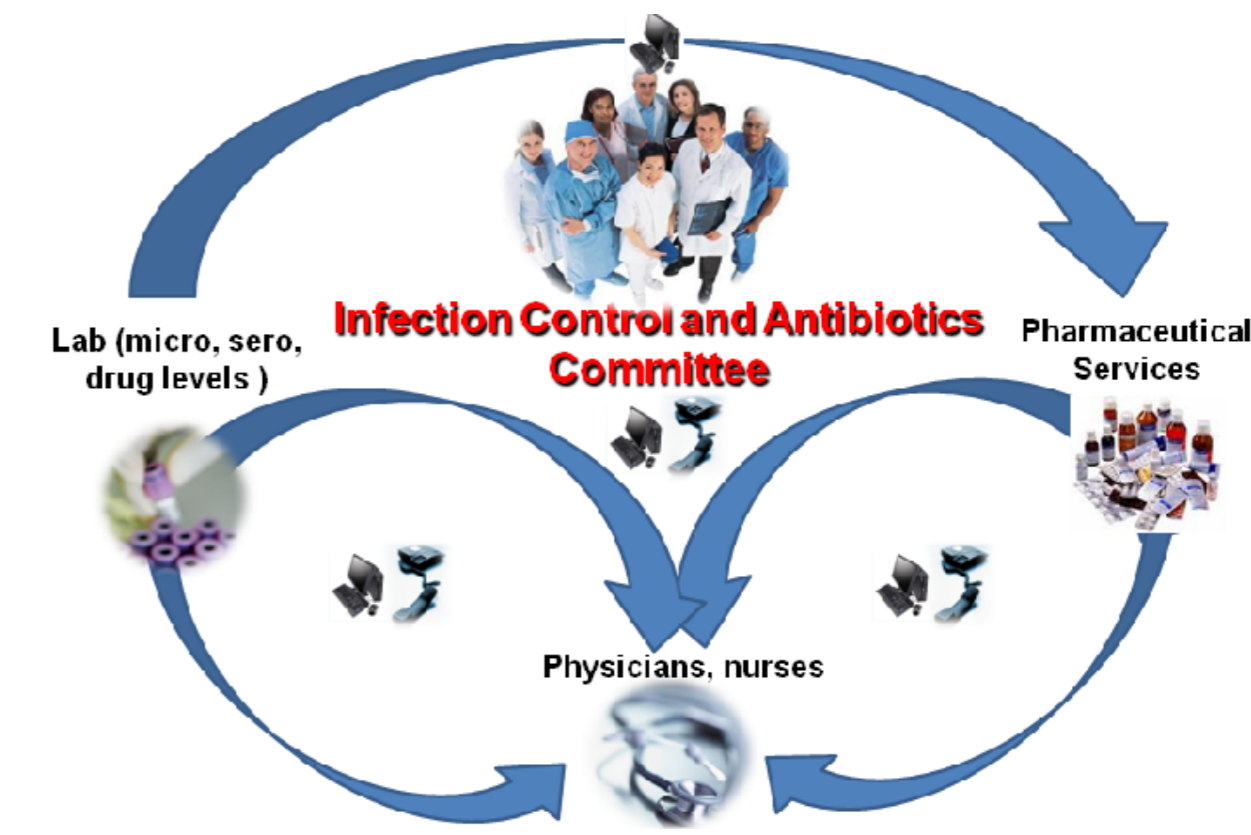 Infection Control and Antibiotics
Committee
Lab (micro, sero,
drug levels )
Pharmaceutical
Services
Physicians, nurses